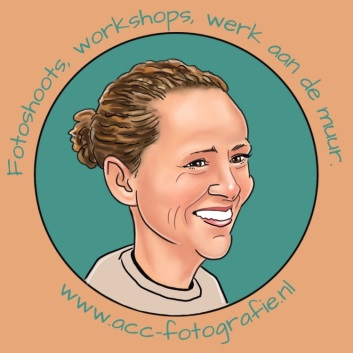 Fotoshoots, workshops, werk aan de muur.
www.acc-fotografie.nl